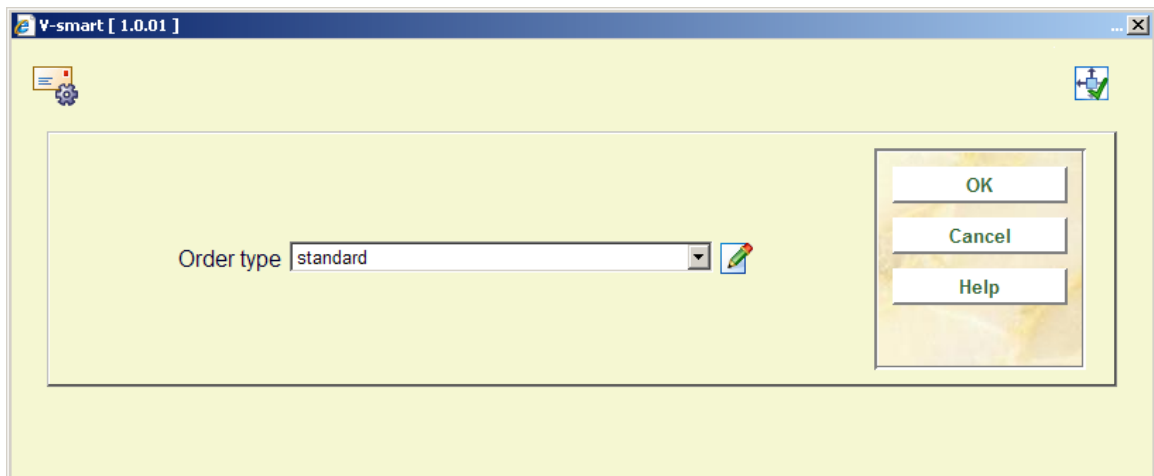 V-smart [ 1.0.01 ]
...
OK
Cancel
Order type standard
Help